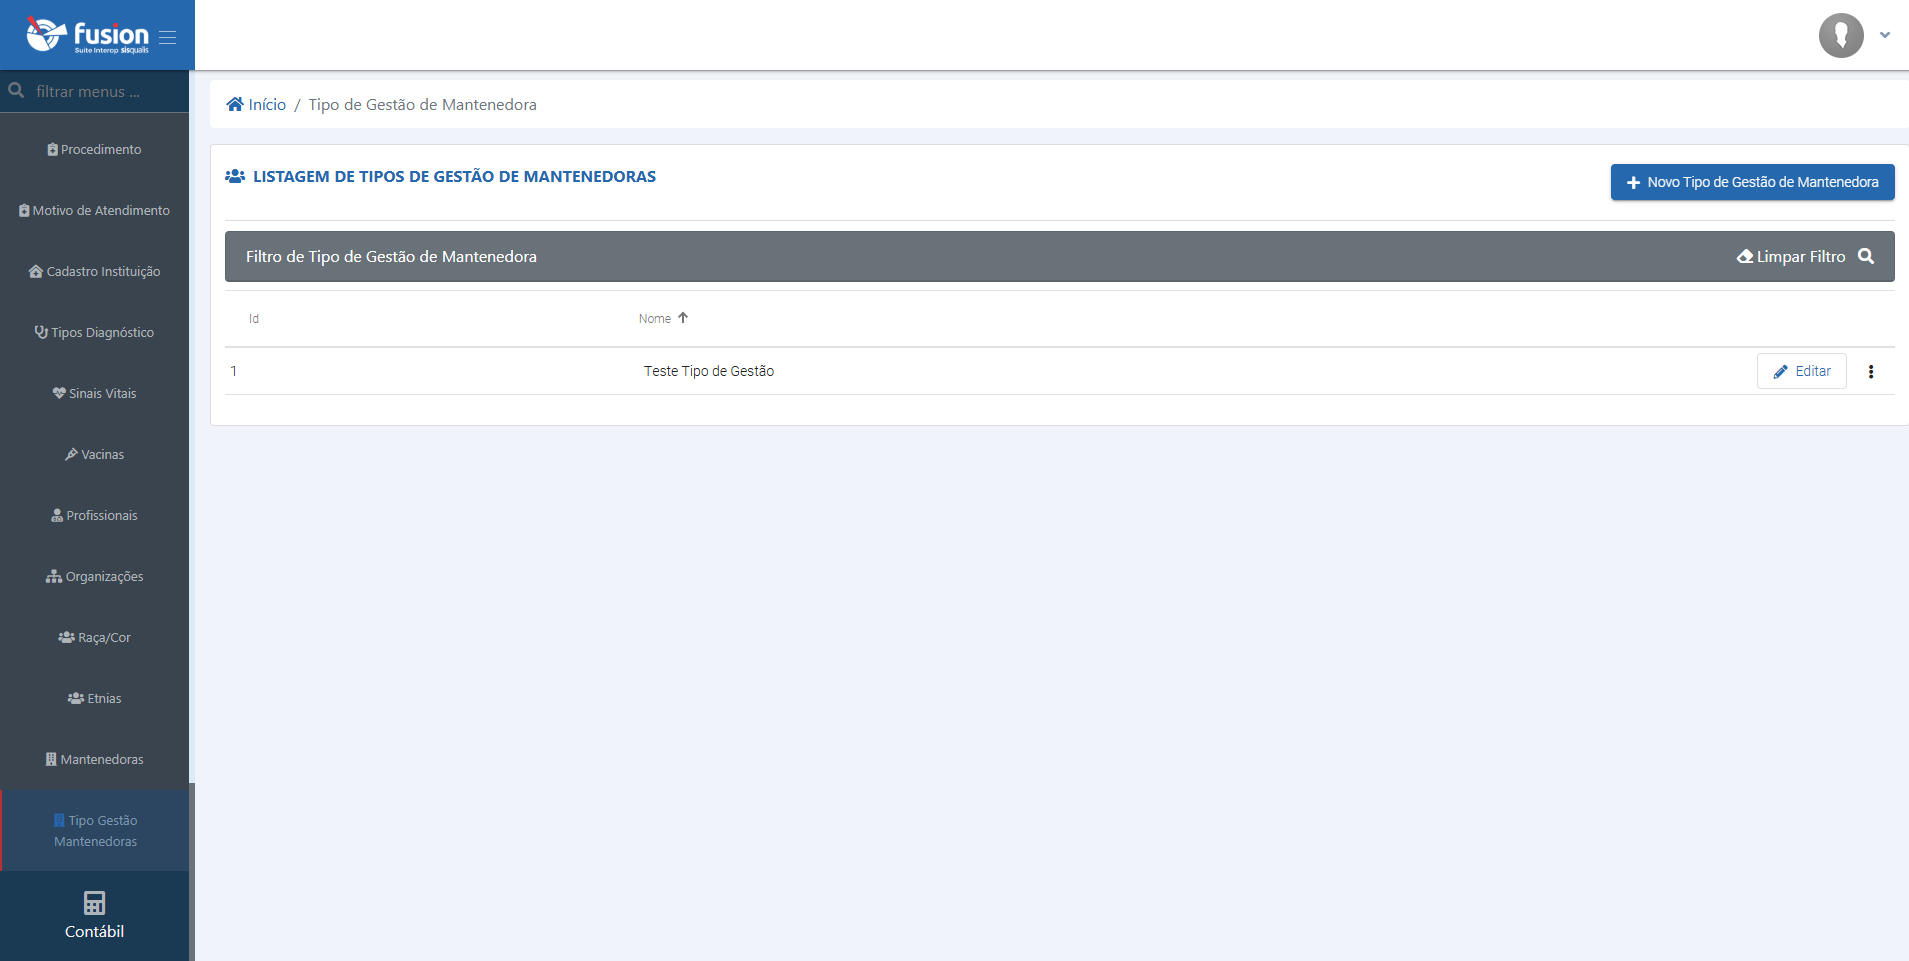 fusion
Suite Interop sisqualis
filtrar menus ...
Procedimento
Motivo de Atendimento
Cadastro Instituição
Tipos Diagnóstico
Sinais Vitais
Vacinas
Profissionais
Organizações
Raça/Cor
Etnias
Mantenedoras
Tipo Gestão
Mantenedoras
Contábil
Início / Tipo de Gestão de Mantenedora
LISTAGEM DE TIPOS DE GESTÃO DE MANTENEDORAS
Novo Tipo de Gestão de Mantenedora
Filtro de Tipo de Gestão de Mantenedora
Limpar Filtro
Id Nome
1 Teste Tipo de Gestão Editar